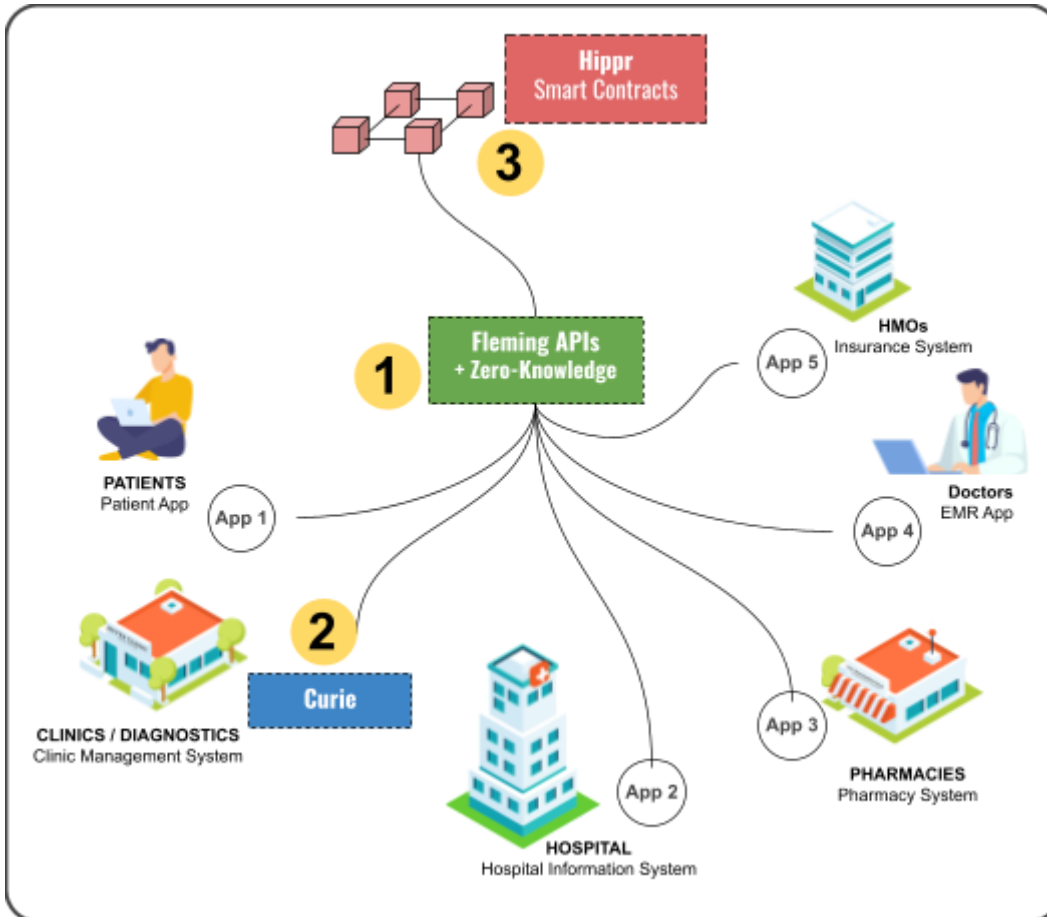 Hippr
Smart Contracts
3
HMOs
Insurance System
Fleming APIs
+ Zero-Knowledge
1
App 5
PATIENTS
Patient App
App 1
Doctors
EMR App
App 4
2
Curie
CLINICS / DIAGNOSTICS
Clinic Management System
App 3
PHARMACIES
Pharmacy System
App 2
HOSPITAL
Hospital Information System